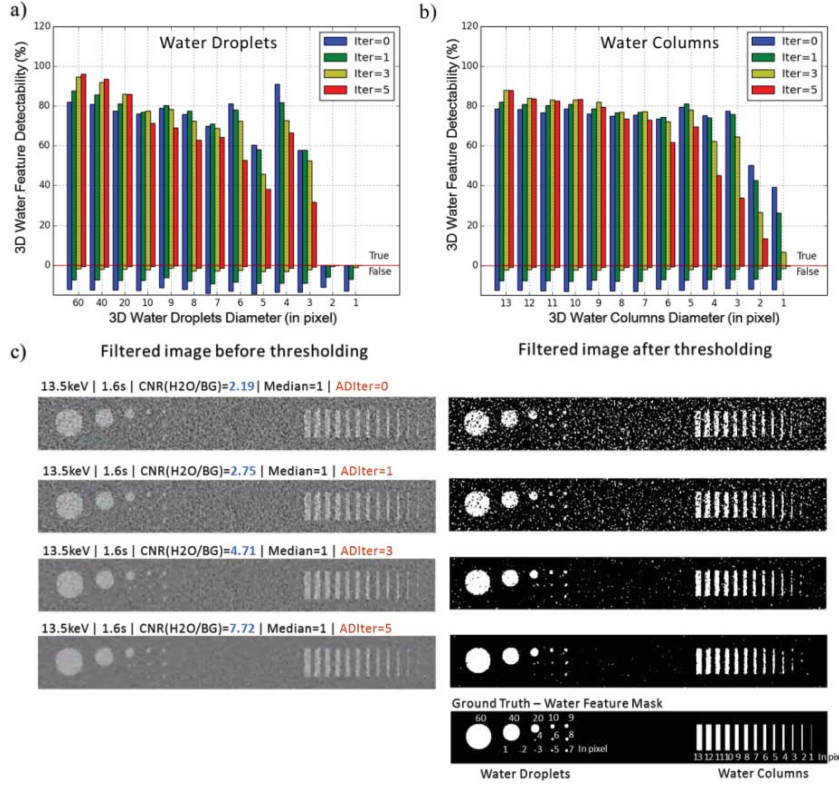 a)
Water Droplets
Iter=0
Iter=1
Iter=3
Iter=5
3D Water Feature Detectability (%)
120
100
80
60
40
20
0
True
False
60 40 20 10 9 8 7 6 5 4 3 2 1
3D Water Droplets Diameter (in pixel)
b)
Water Columns
Iter=0
Iter=1
Iter=3
Iter=5
3D Water Feature Detectability (%)
120
100
80
60
40
20
0
True
False
13 12 11 10 9 8 7 6 5 4 3 2 1
3D Water Columns Diameter (in pixel)
c)
Filtered image before thresholding
Filtered image after thresholding
13.5keV | 1.6s | CNR(H2O/BG)=2.19| Median=1 | ADIter=0
13.5keV | 1.6s | CNR(H2O/BG)=2.75 | Median=1 | ADIter=1
13.5keV | 1.6s | CNR(H2O/BG)=4.71 | Median=1 | ADIter=3
13.5keV | 1.6s | CNR(H2O/BG)=7.72 | Median=1 | ADIter=5
Ground Truth – Water Feature Mask
60 40 20 10 9
4 6 8
1 2 3 5 7 In pixel
13 12 11 10 9 8 7 6 5 4 3 2 1 In pix
Water Droplets
Water Columns